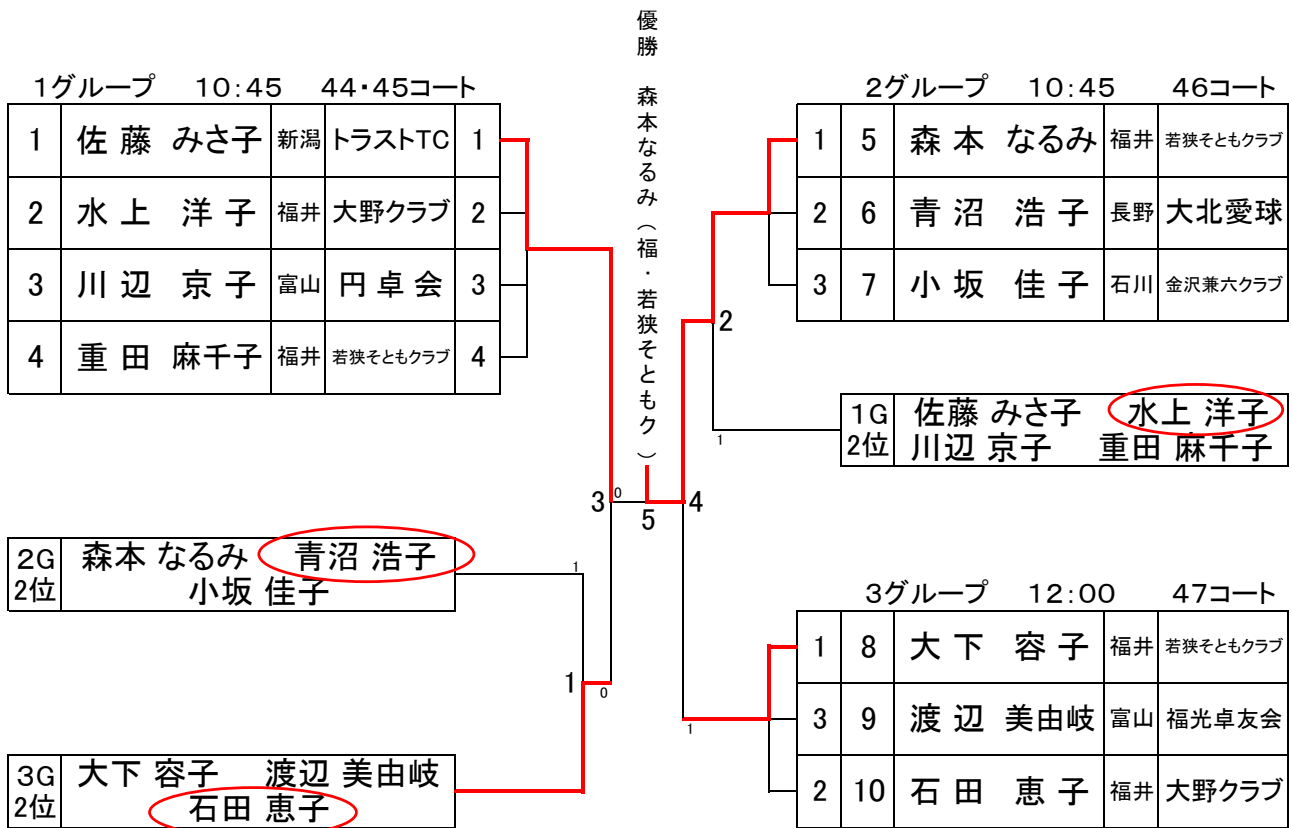 優勝 森本なるみ（福・若狭そともク）
1グループ 10:45 44・45コート
1 佐藤 みさ子 新潟 トラストTC 1
2 水上 洋子 福井 大野クラブ 2
3 川辺 京子 富山 円卓会 3
4 重田 麻千子 福井 若狭そともクラブ 4
2グループ 10:45 46コート
1 5 森本 なるみ 福井 若狭そともクラブ
2 6 青沼 浩子 長野 大北愛球
3 7 小坂 佳子 石川 金沢兼六クラブ
2
1G 佐藤 みさ子 水上 洋子
2位 川辺 京子 重田 麻千子
1
3 0 5 4
2G 森本 なるみ 青沼 浩子
2位 小坂 佳子
1
1 0
3G 大下 容子 渡辺 美由岐
2位 石田 恵子
3グループ 12:00 47コート
1 8 大下 容子 福井 若狭そともクラブ
3 9 渡辺 美由岐 富山 福光卓友会
2 10 石田 恵子 福井 大野クラブ
1